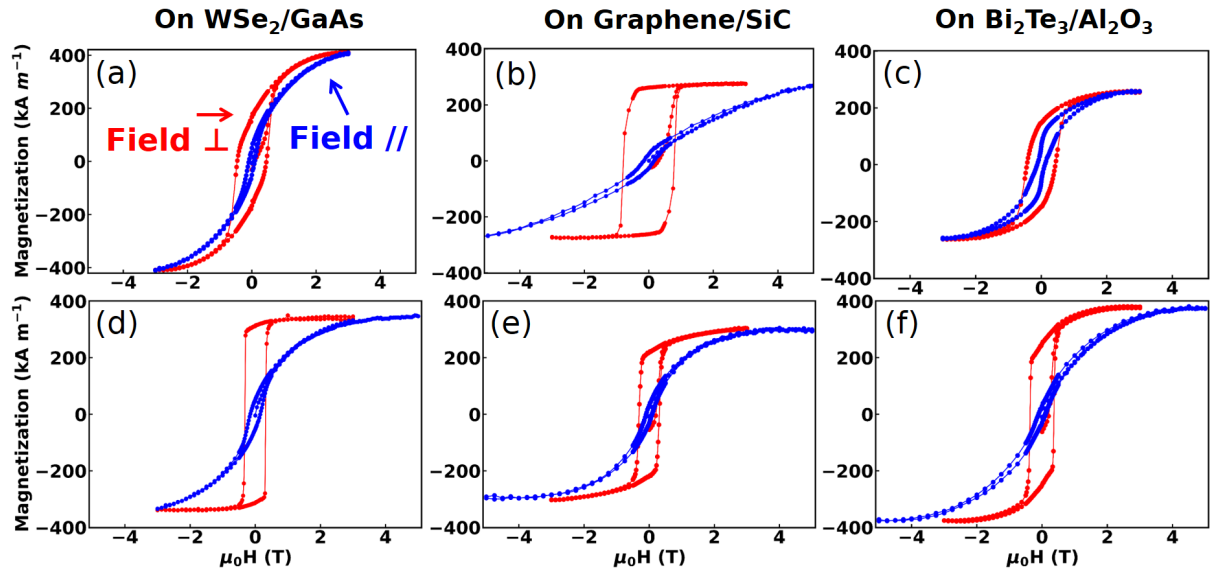 On WSe₂/GaAs
On Graphene/SiC
On Bi₂Te₃/Al₂O₃
(a)
Field ⊥
Field //
Magnetization (kA m⁻¹)
400
200
0
−200
−400
−4 −2 0 2 4
(b)
400
200
0
−200
−400
−4 −2 0 2 4
(c)
400
200
0
−200
−400
−4 −2 0 2 4
(d)
Magnetization (kA m⁻¹)
400
200
0
−200
−400
−4 −2 0 2 4
μ₀H (T)
(e)
400
200
0
−200
−400
−4 −2 0 2 4
μ₀H (T)
(f)
400
200
0
−200
−400
−4 −2 0 2 4
μ₀H (T)